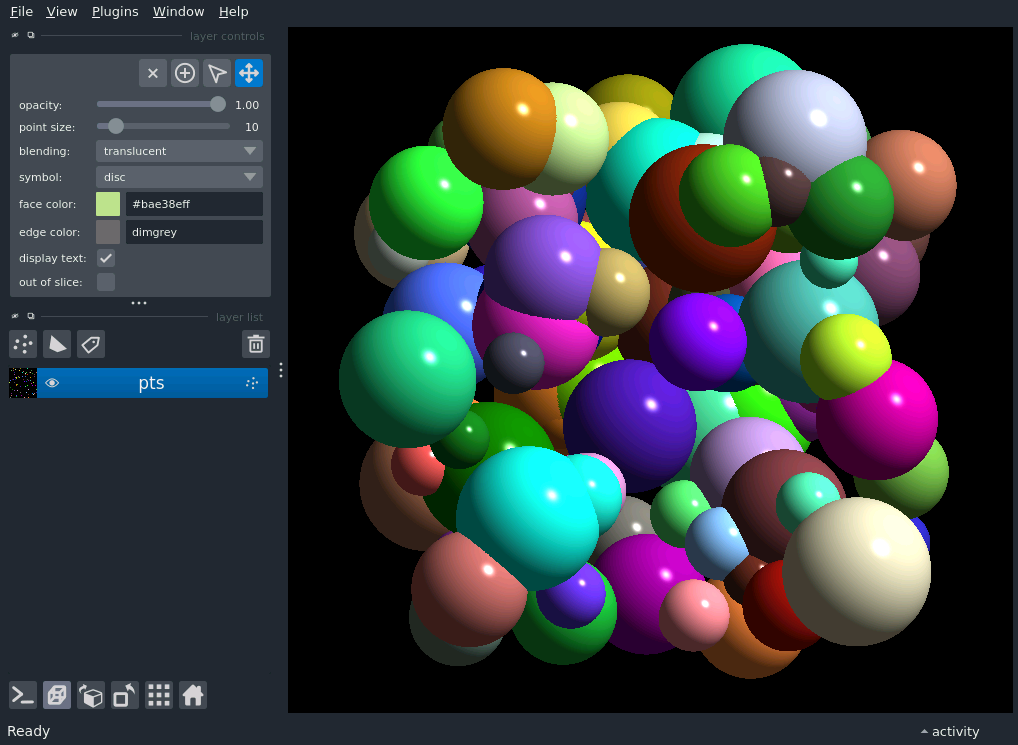 File View Plugins Window Help
layer controls
opacity: 1.00
point size: 10
blending: translucent
symbol: disc
face color: #bae38eff
edge color: dimgrey
display text:
out of slice:
layer list
pts
Ready activity